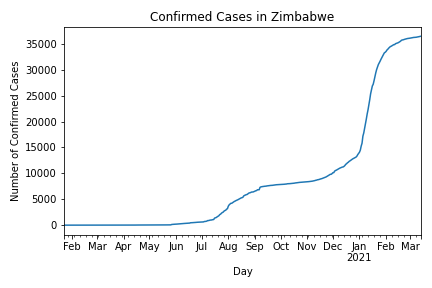 Confirmed Cases in Zimbabwe
Number of Confirmed Cases
35000
30000
25000
20000
15000
10000
5000
0
Feb Mar Apr May Jun Jul Aug Sep Oct Nov Dec Jan Feb Mar
2021
Day